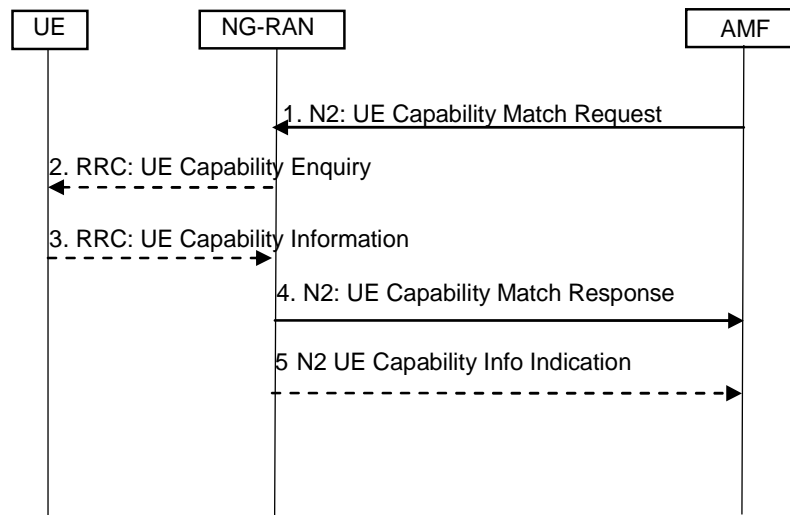 UE
NG-RAN
AMF
1. N2: UE Capability Match Request
2. RRC: UE Capability Enquiry
3. RRC: UE Capability Information
4. N2: UE Capability Match Response
5 N2 UE Capability Info Indication